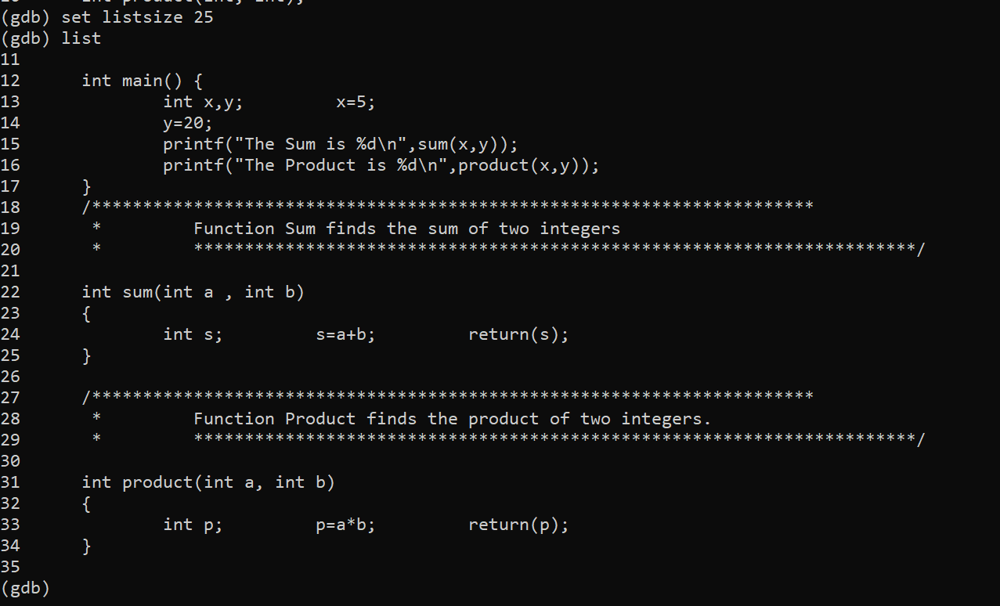 (gdb) set listsize 25
(gdb) list
11
12      int main() {
13              int x,y;         x=5;
14              y=20;
15              printf("The Sum is %d\n",sum(x,y));
16              printf("The Product is %d\n",product(x,y));
17      }
18      /***********************************************************************
19       *         Function Sum finds the sum of two integers
20       *         ***********************************************************************/
21
22      int sum(int a , int b)
23      {
24              int s;         s=a+b;         return(s);
25      }
26
27      /***********************************************************************
28       *         Function Product finds the product of two integers.
29       *         ***********************************************************************/
30
31      int product(int a, int b)
32      {
33              int p;         p=a*b;         return(p);
34      }
35
(gdb)